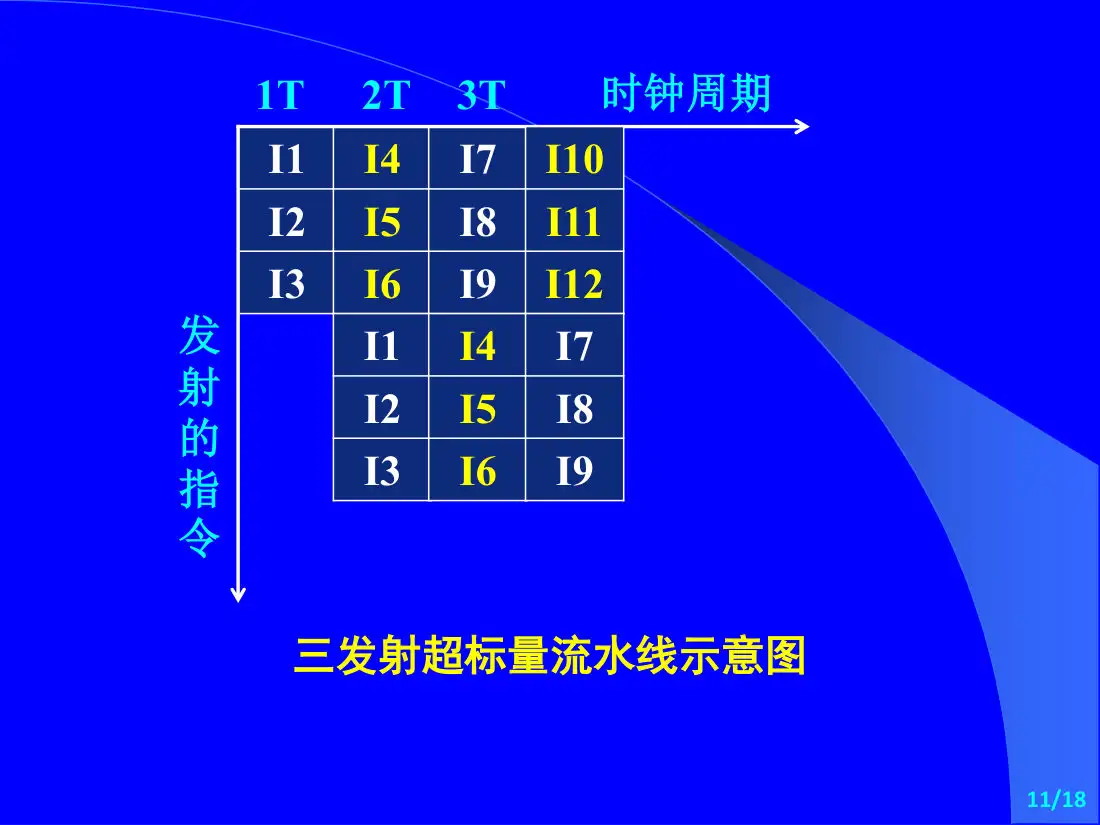 1T 2T 3T 时钟周期
I1 I4 I7 I10
I2 I5 I8 I11
I3 I6 I9 I12
I1 I4 I7
I2 I5 I8
I3 I6 I9
发射的指令
三发射超标量流水线示意图
11/18